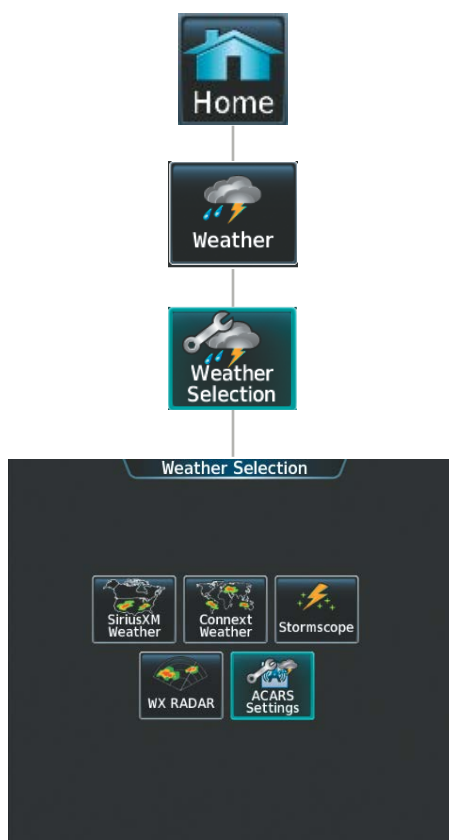 Home
Weather
Weather
Selection
Weather Selection
SiriusXM
Weather
Connext
Weather
Stormscope
WX RADAR
ACARS
Settings